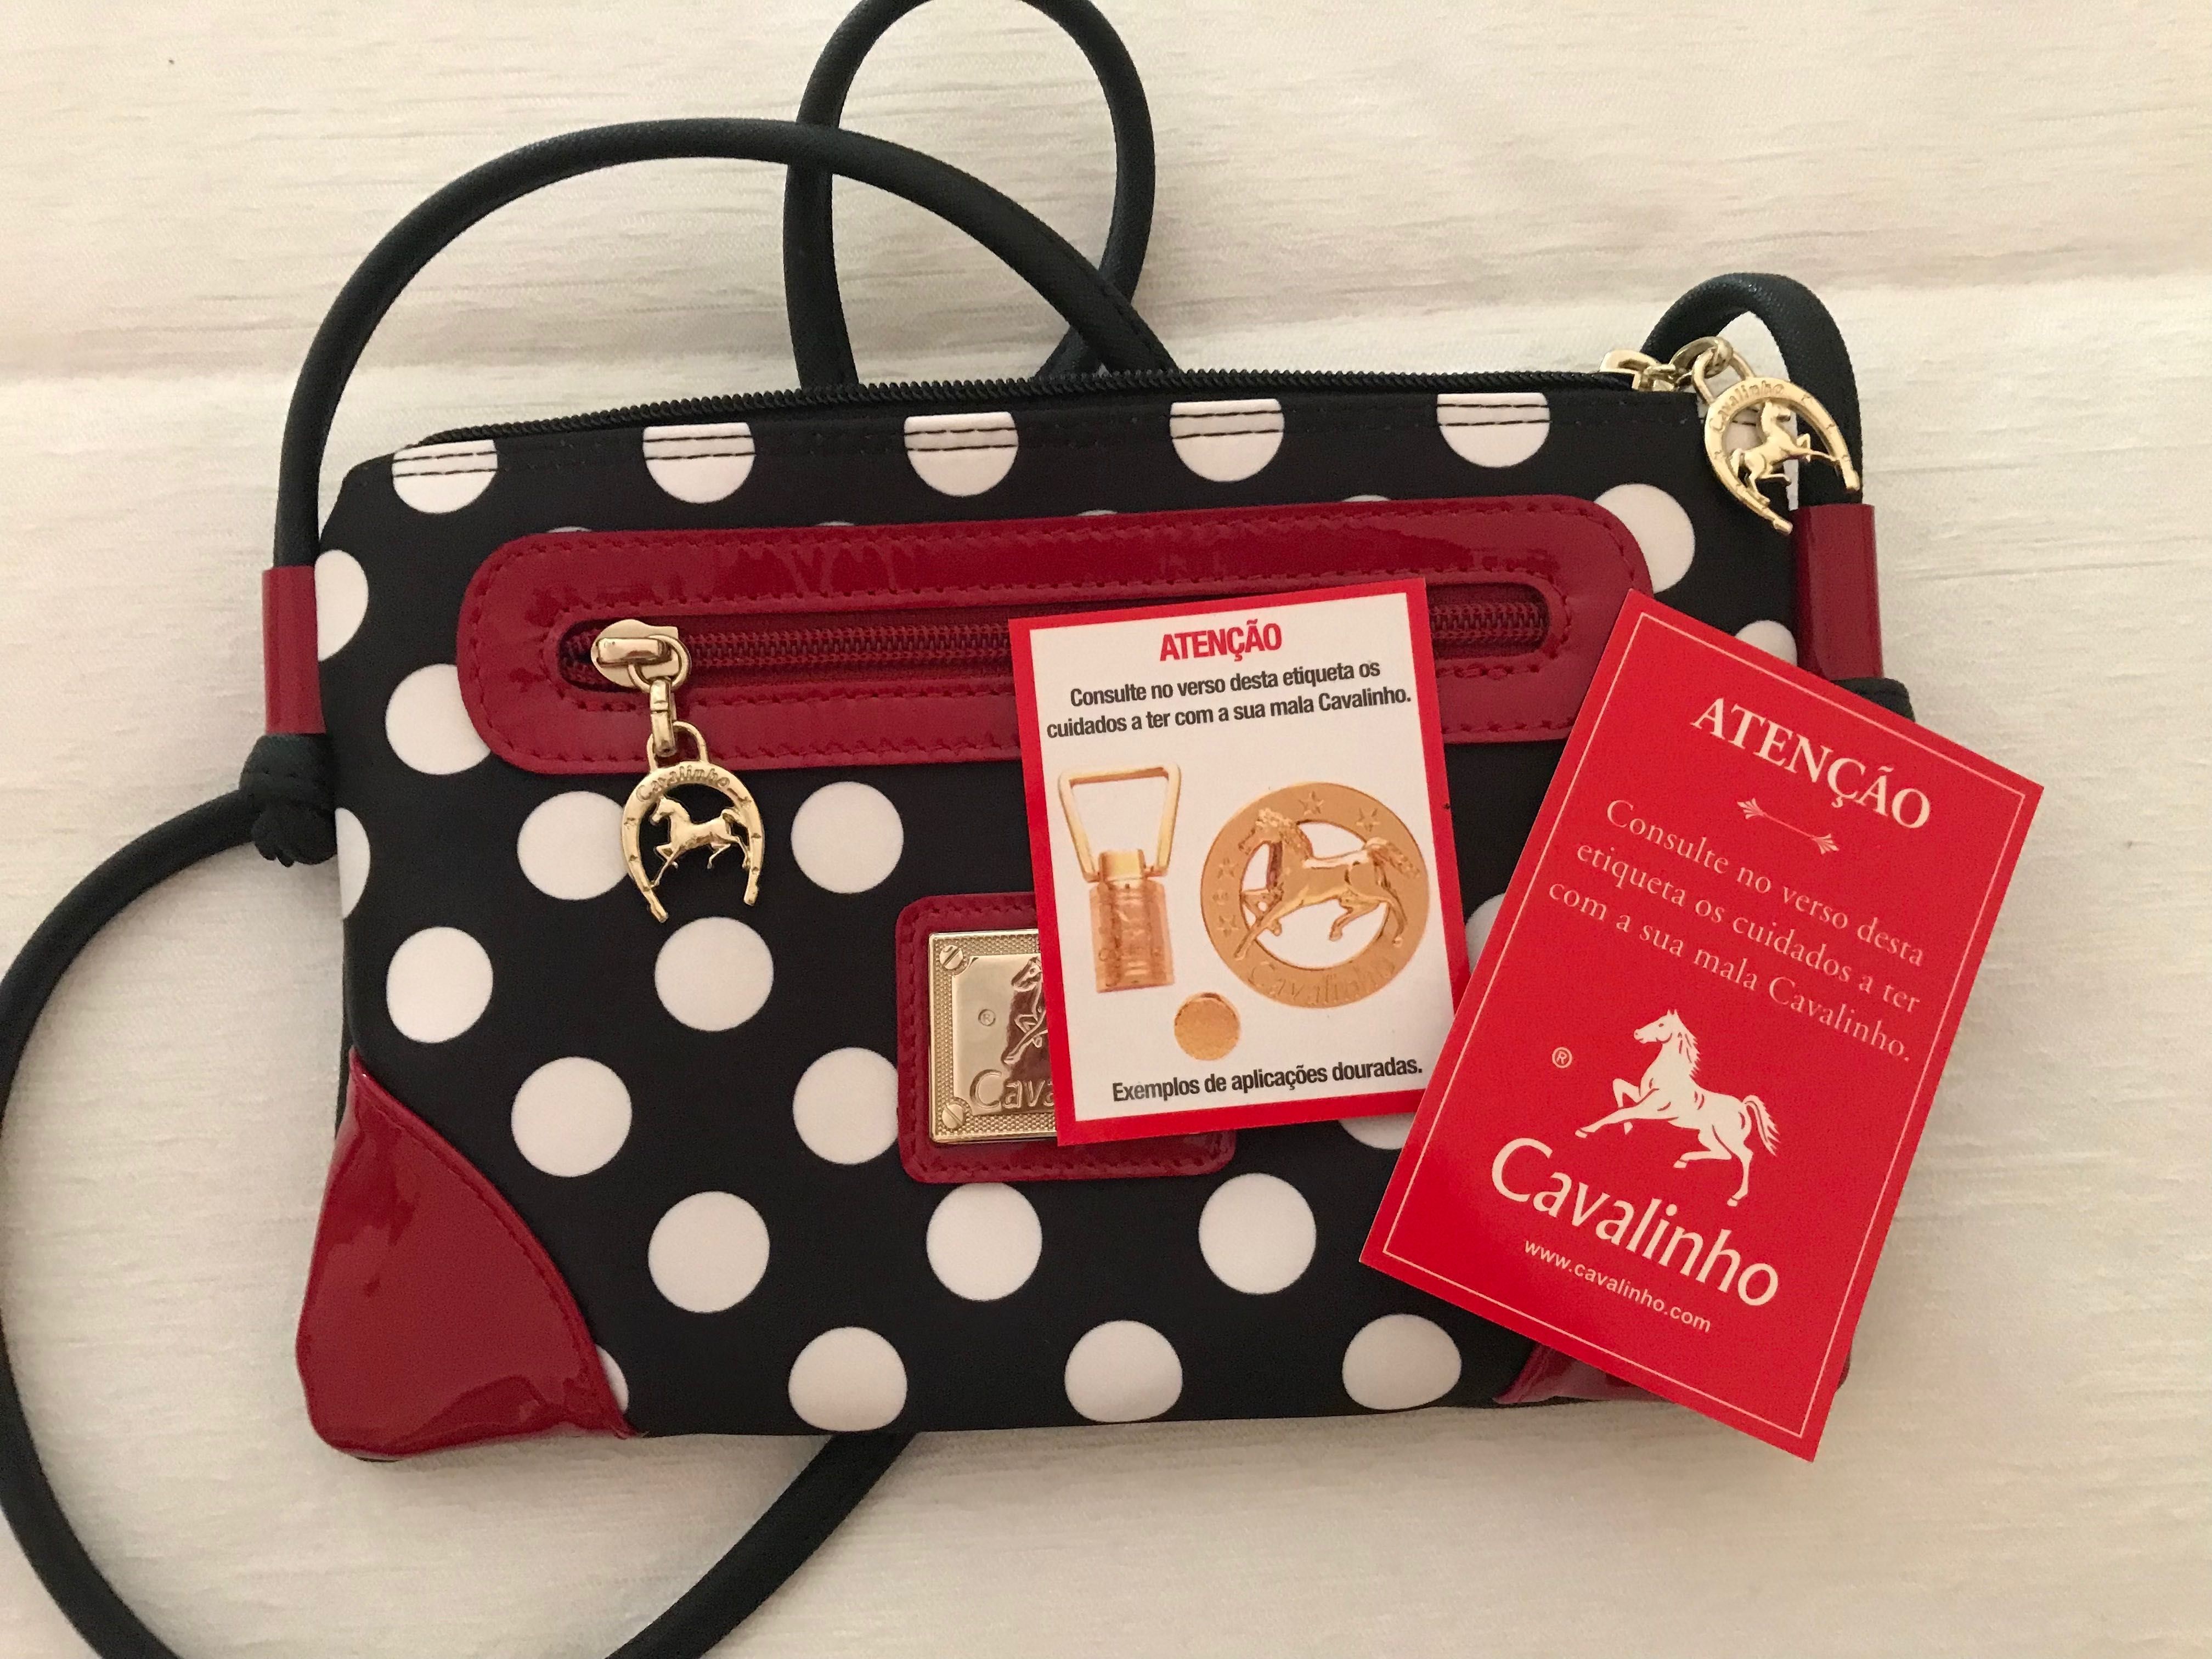 Cavalinho
Cavalinho
®
ATENÇÃO
Consulte no verso desta etiqueta os
cuidados a ter com a sua mala Cavalinho.
Cavalinho
Exemplos de aplicações douradas.
ATENÇÃO
Consulte no verso desta
etiqueta os cuidados a ter
com a sua mala Cavalinho.
®
Cavalinho
www.cavalinho.com